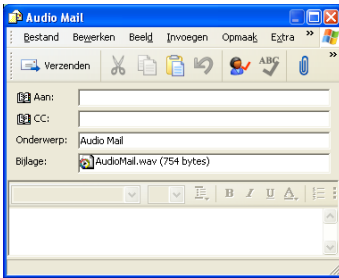 Audio Mail
Bestand Bewerken Beeld Invoegen Opmaak Extra »
Verzenden ABC »
Aan:
CC:
Onderwerp: Audio Mail
Bijlage: AudioMail.wav (754 bytes)
B I U A